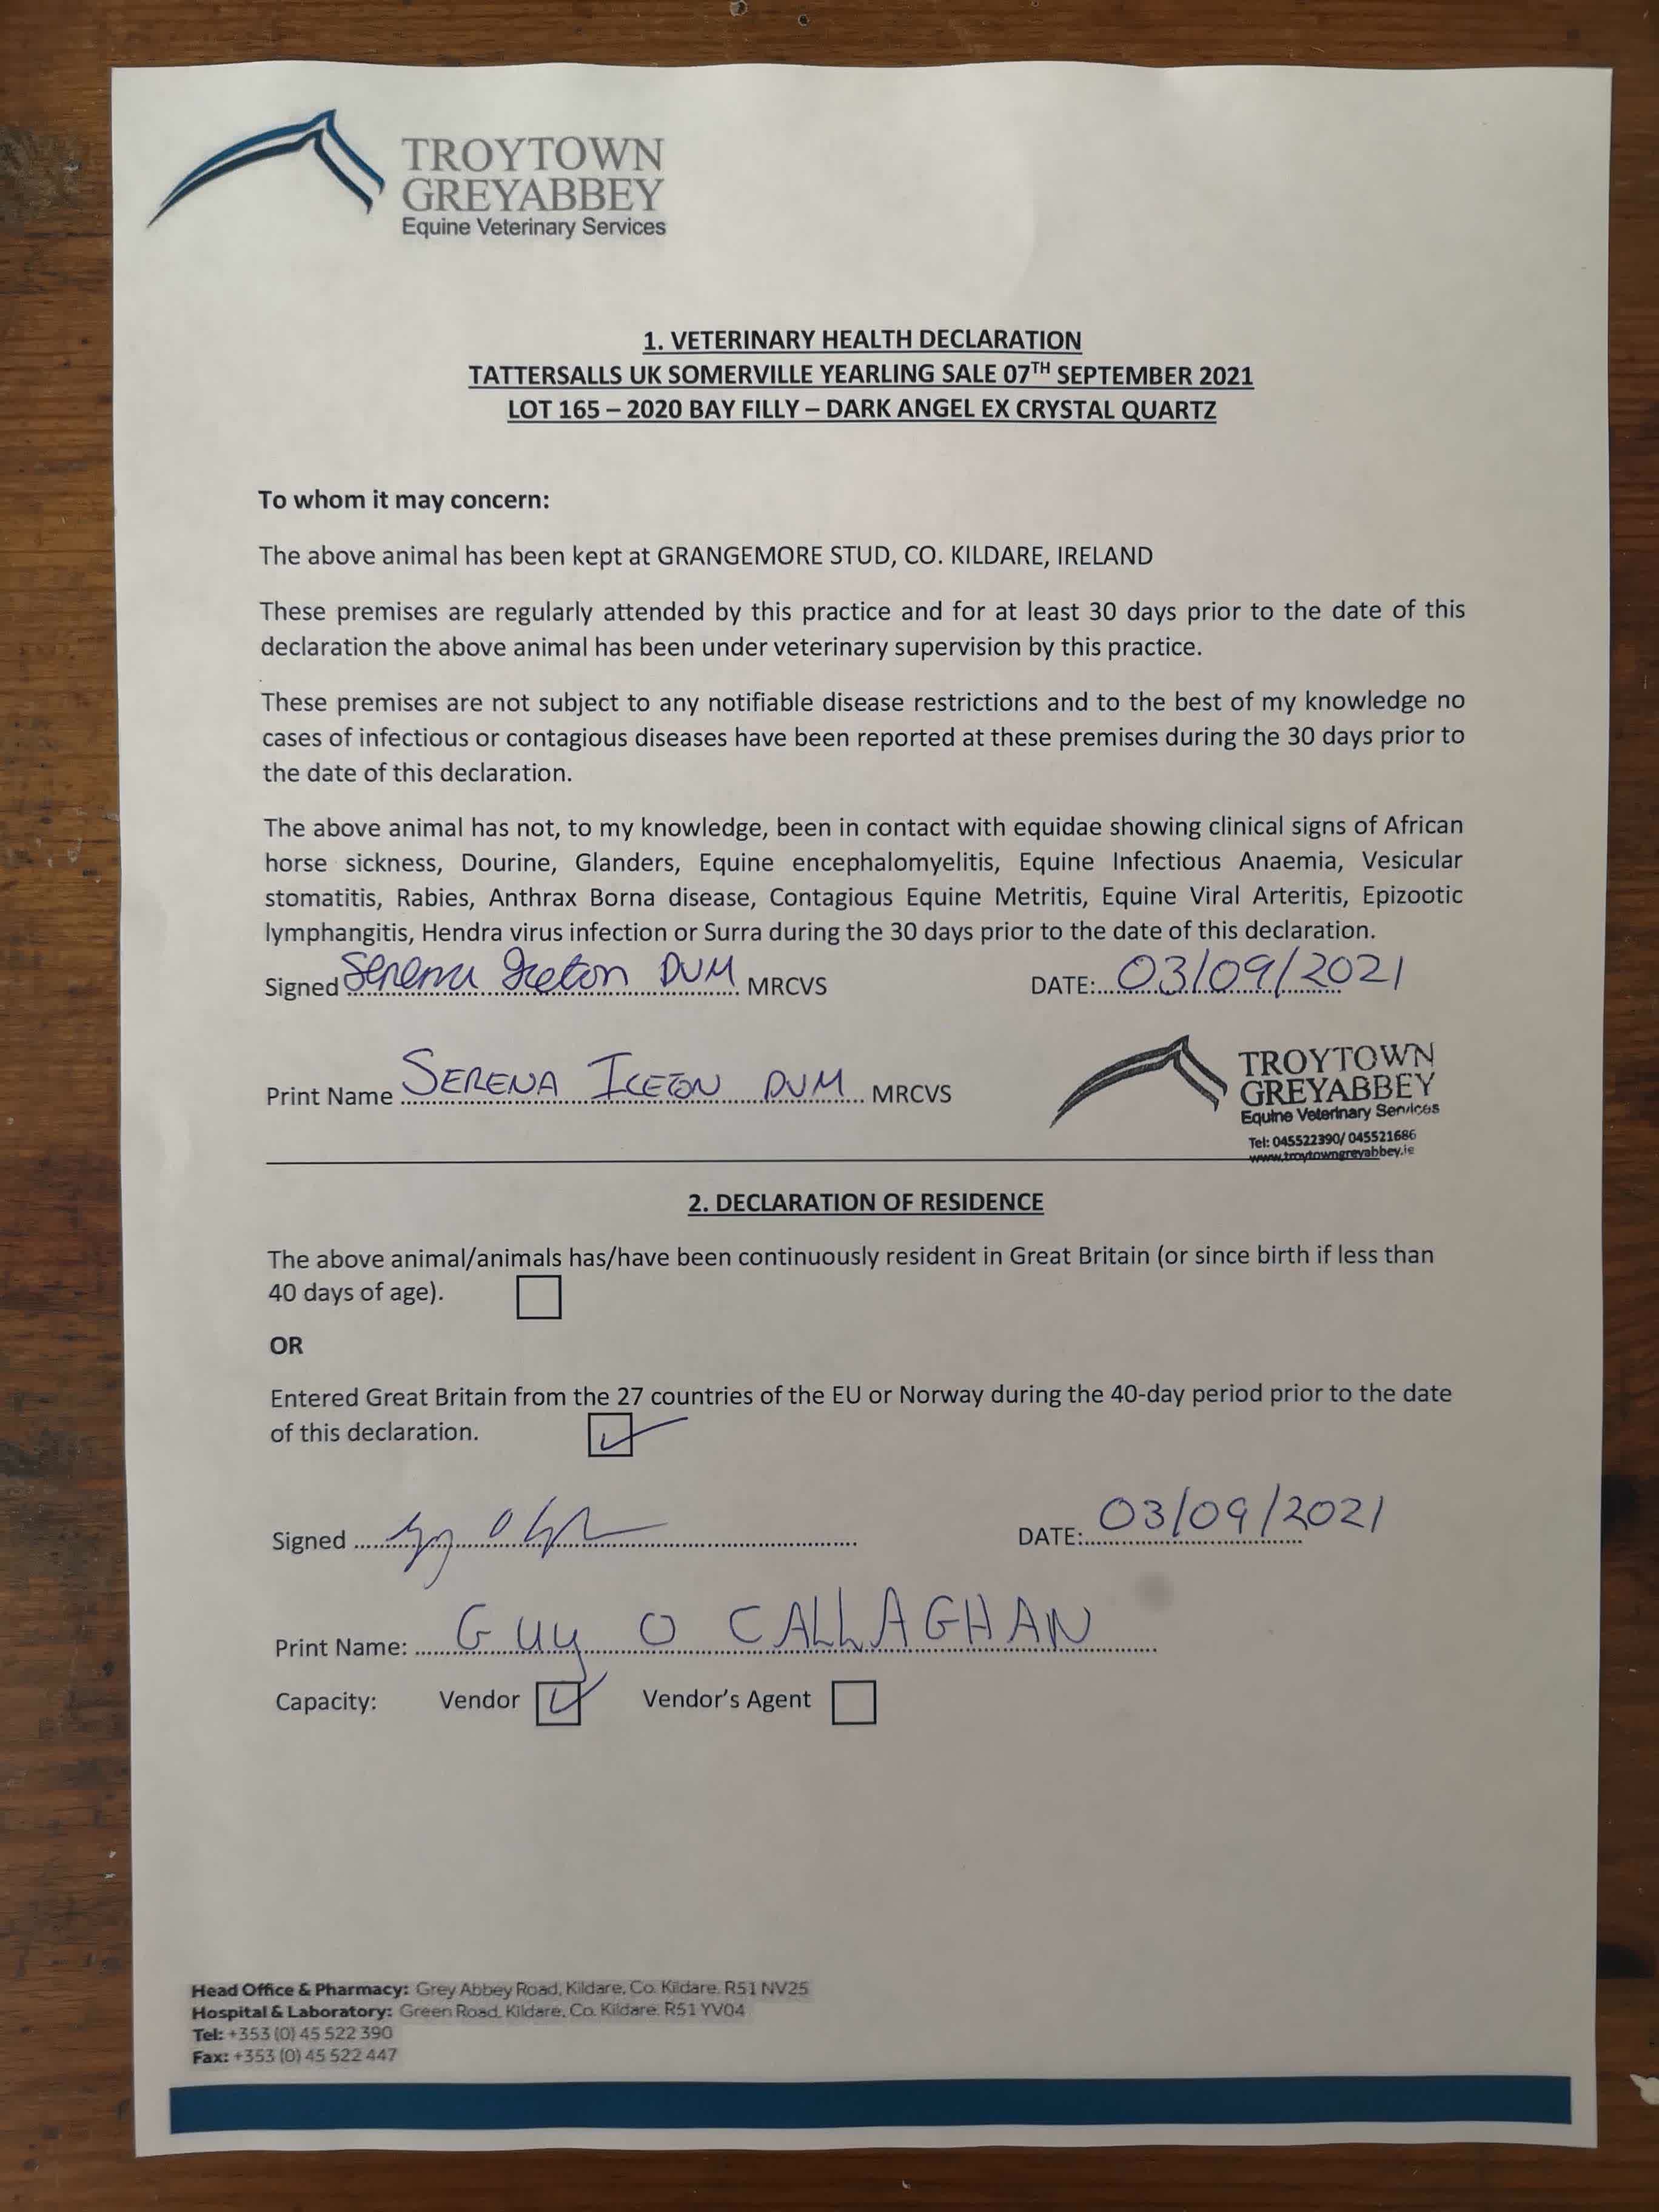 TROYTOWN
GREYABBEY
Equine Veterinary Services
1. VETERINARY HEALTH DECLARATION
TATTERSALLS UK SOMERVILLE YEARLING SALE 07TH SEPTEMBER 2021
LOT 165 – 2020 BAY FILLY – DARK ANGEL EX CRYSTAL QUARTZ
To whom it may concern:
The above animal has been kept at GRANGEMORE STUD, CO. KILDARE, IRELAND
These premises are regularly attended by this practice and for at least 30 days prior to the date of this
declaration the above animal has been under veterinary supervision by this practice.
These premises are not subject to any notifiable disease restrictions and to the best of my knowledge no
cases of infectious or contagious diseases have been reported at these premises during the 30 days prior to
the date of this declaration.
The above animal has not, to my knowledge, been in contact with equidae showing clinical signs of African
horse sickness, Dourine, Glanders, Equine encephalomyelitis, Equine Infectious Anaemia, Vesicular
stomatitis, Rabies, Anthrax Borna disease, Contagious Equine Metritis, Equine Viral Arteritis, Epizootic
lymphangitis, Hendra virus infection or Surra during the 30 days prior to the date of this declaration.
Signed Serena Iceton DVM MRCVS DATE: 03/09/2021
Print Name SERENA ICETON DVM MRCVS
TROYTOWN
GREYABBEY
Equine Veterinary Services
Tel: 045522390/ 045521686
www.troytowngreyabbey.ie
2. DECLARATION OF RESIDENCE
The above animal/animals has/have been continuously resident in Great Britain (or since birth if less than
40 days of age).
OR
Entered Great Britain from the 27 countries of the EU or Norway during the 40-day period prior to the date
of this declaration.
Signed DATE: 03/09/2021
Print Name: Guy O CALLAGHAN
Capacity: Vendor Vendor's Agent
Head Office & Pharmacy: Grey Abbey Road, Kildare, Co. Kildare. R51 NV25
Hospital & Laboratory: Green Road, Kildare, Co. Kildare. R51 YV04
Tel: +353 (0) 45 522 390
Fax: +353 (0) 45 522 447